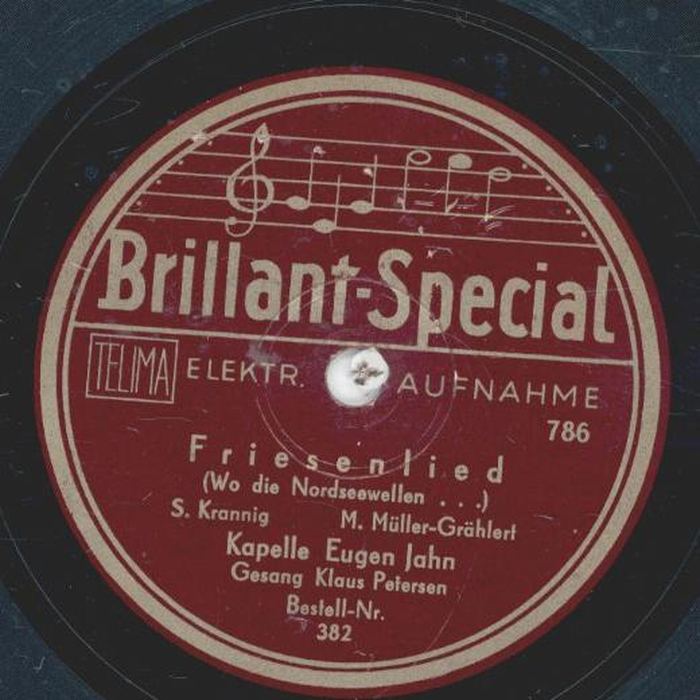 Brillant-Special
TELIMA ELEKTR. AUFNAHME
786
Friesenlied
(Wo die Nordseewellen . . .)
S. Krannig M. Müller-Grählert
Kapelle Eugen Jahn
Gesang Klaus Petersen
Bestell-Nr.
382